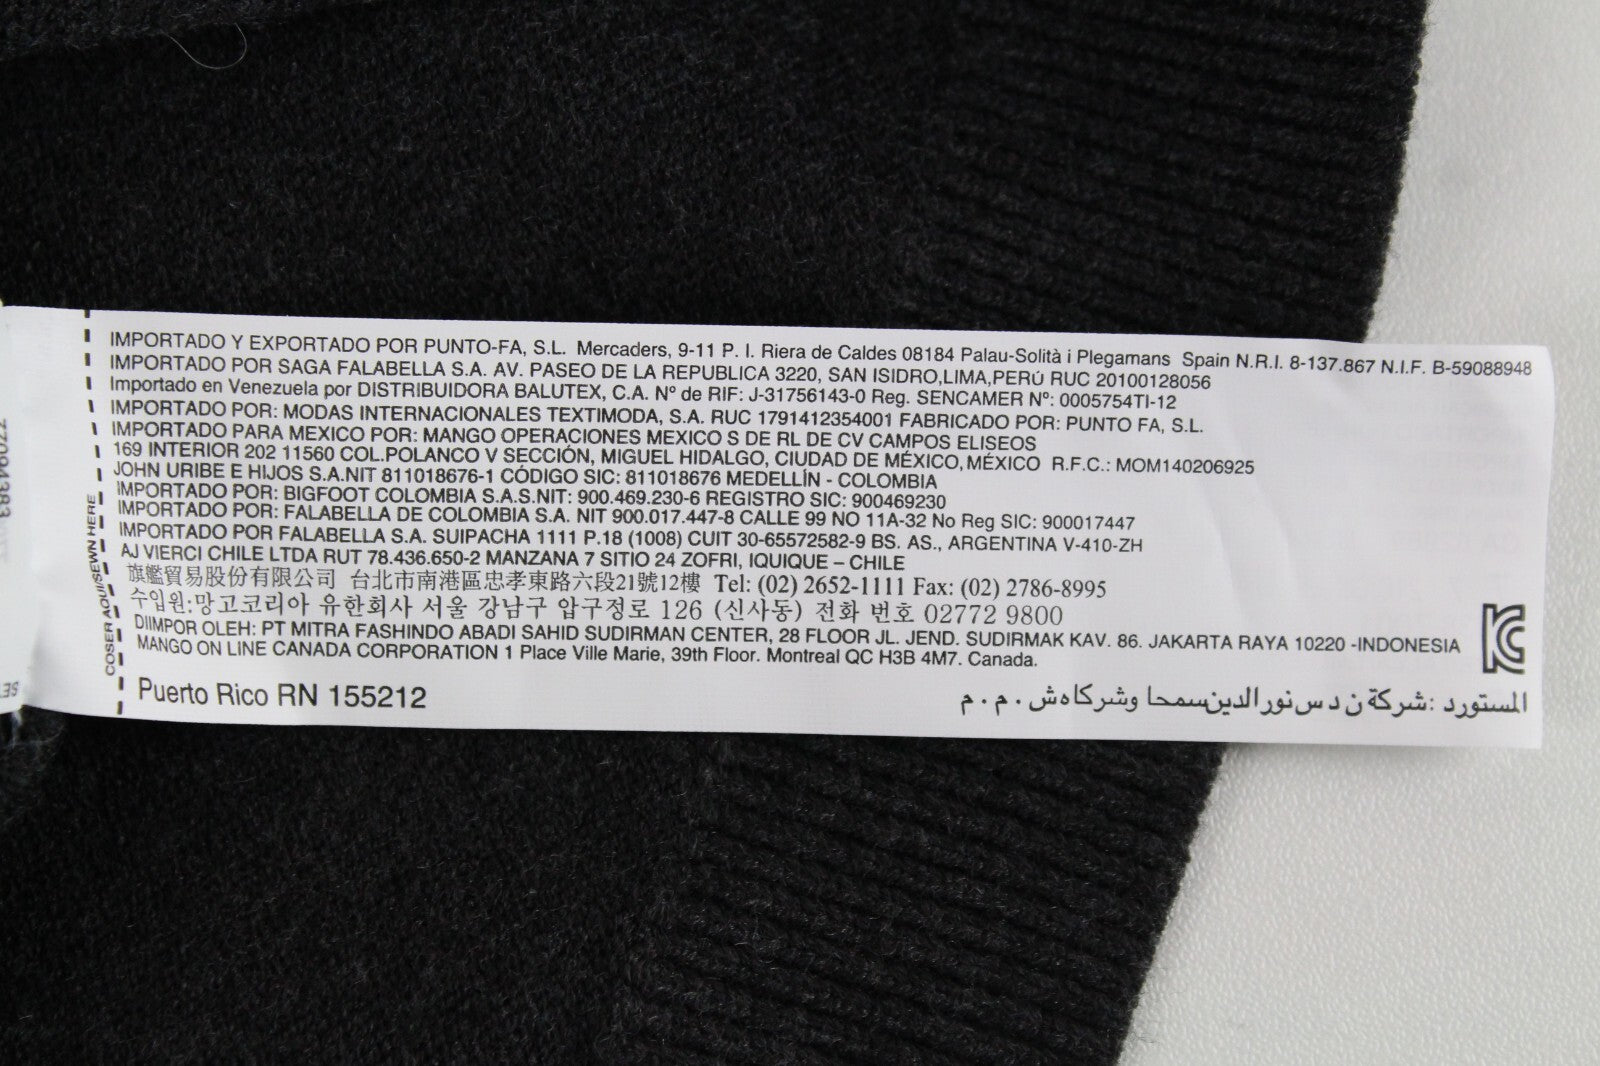 IMPORTADO Y EXPORTADO POR PUNTO-FA, S.L. Mercaders, 9-11 P. I. Riera de Caldes 08184 Palau-Solità i Plegamans Spain N.R.I. 8-137.867 N.I.F. B-59088948
IMPORTADO POR SAGA FALABELLA S.A. AV. PASEO DE LA REPUBLICA 3220, SAN ISIDRO,LIMA,PERÚ RUC 20100128056
Importado en Venezuela por DISTRIBUIDORA BALUTEX, C.A. Nº de RIF: J-31756143-0 Reg. SENCAMER Nº: 0005754TI-12
IMPORTADO POR: MODAS INTERNACIONALES TEXTIMODA, S.A. RUC 1791412354001 FABRICADO POR: PUNTO FA, S.L.
IMPORTADO PARA MEXICO POR: MANGO OPERACIONES MEXICO S DE RL DE CV CAMPOS ELISEOS
169 INTERIOR 202 11560 COL.POLANCO V SECCIÓN, MIGUEL HIDALGO, CIUDAD DE MÉXICO,MÉXICO R.F.C.: MOM140206925
JOHN URIBE E HIJOS S.A.NIT 811018676-1 CÓDIGO SIC: 811018676 MEDELLÍN - COLOMBIA
IMPORTADO POR: BIGFOOT COLOMBIA S.A.S.NIT: 900.469.230-6 REGISTRO SIC: 900469230
IMPORTADO POR: FALABELLA DE COLOMBIA S.A. NIT 900.017.447-8 CALLE 99 NO 11A-32 No Reg SIC: 900017447
IMPORTADO POR FALABELLA S.A. SUIPACHA 1111 P.18 (1008) CUIT 30-65572582-9 BS. AS., ARGENTINA V-410-ZH
AJ VIERCI CHILE LTDA RUT 78.436.650-2 MANZANA 7 SITIO 24 ZOFRI, IQUIQUE – CHILE
旗艦貿易股份有限公司 台北市南港區忠孝東路六段21號12樓 Tel: (02) 2652-1111 Fax: (02) 2786-8995
수입원:망고코리아 유한회사 서울 강남구 압구정로 126 (신사동) 전화 번호 02772 9800
DIIMPOR OLEH: PT MITRA FASHINDO ABADI SAHID SUDIRMAN CENTER, 28 FLOOR JL. JEND. SUDIRMAK KAV. 86. JAKARTA RAYA 10220 -INDONESIA
MANGO ON LINE CANADA CORPORATION 1 Place Ville Marie, 39th Floor. Montreal QC H3B 4M7. Canada.
Puerto Rico RN 155212
المستورد :شركة ن د س نور الدين سمحا وشركاه ش . م . م
COSER AQUI/SEWN HERE